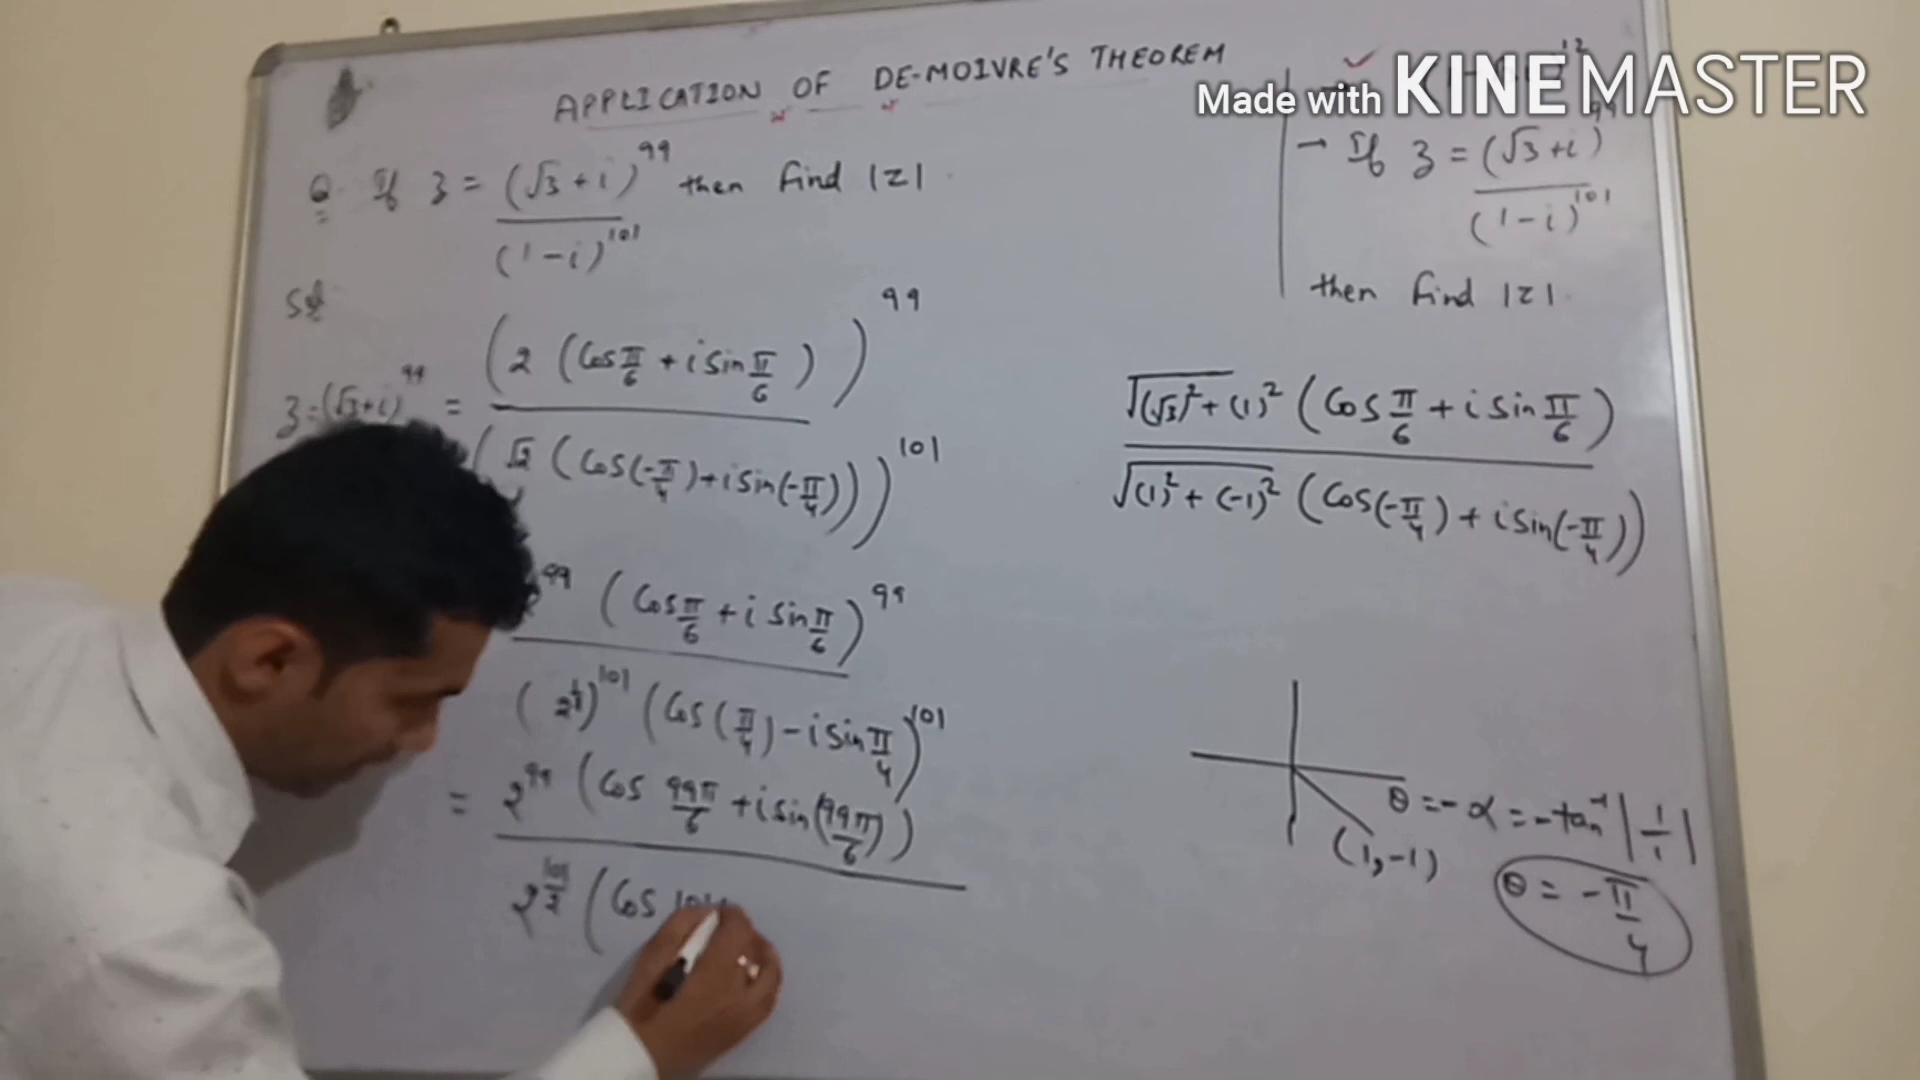 APPLICATION OF DE-MOIVRE'S THEOREM
Made with KINEMASTER
Q. If z = (√3+i)^99 / (1-i)^101 then find |z|
→ If z = (√3+i)^99 / (1-i)^101
then find |z|.
Sol
z = (√3+i)^99 = (2 (Cos π/6 + i Sin π/6))^99 / (√2 (Cos(-π/4) + i Sin(-π/4)))^101
√(√3)²+(1)² (Cos π/6 + i Sin π/6) / √(1)²+(-1)² (Cos(-π/4) + i Sin(-π/4))
2^99 (Cos π/6 + i Sin π/6)^99 / (2^½)^101 (Cos(π/4) - i Sin π/4)^101
= 2^99 (Cos 99π/6 + i Sin(99π/6)) / 2^101/2 (Cos 101
θ = -α = -tan⁻¹|1/1|
(1,-1)
θ = -π/4